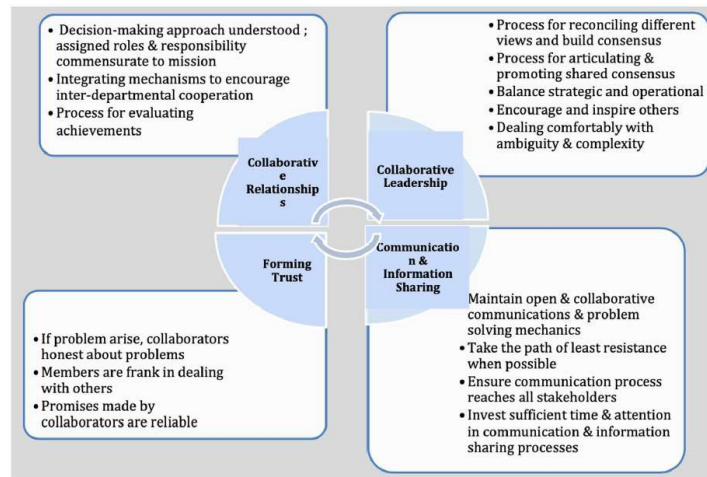 • Decision-making approach understood ;
assigned roles & responsibility
commensurate to mission
• Integrating mechanisms to encourage
inter-departmental cooperation
• Process for evaluating
achievements
• Process for reconciling different
views and build consensus
• Process for articulating &
promoting shared consensus
• Balance strategic and operational
• Encourage and inspire others
• Dealing comfortably with
ambiguity & complexity
Collaborativ
e
Relationship
s
Collaborative
Leadership
Forming
Trust
Communicatio
n &
Information
Sharing
• If problem arise, collaborators
honest about problems
• Members are frank in dealing
with others
• Promises made by
collaborators are reliable
Maintain open & collaborative
communications & problem
solving mechanics
• Take the path of least resistance
when possible
• Ensure communication process
reaches all stakeholders
• Invest sufficient time & attention
in communication & information
sharing processes